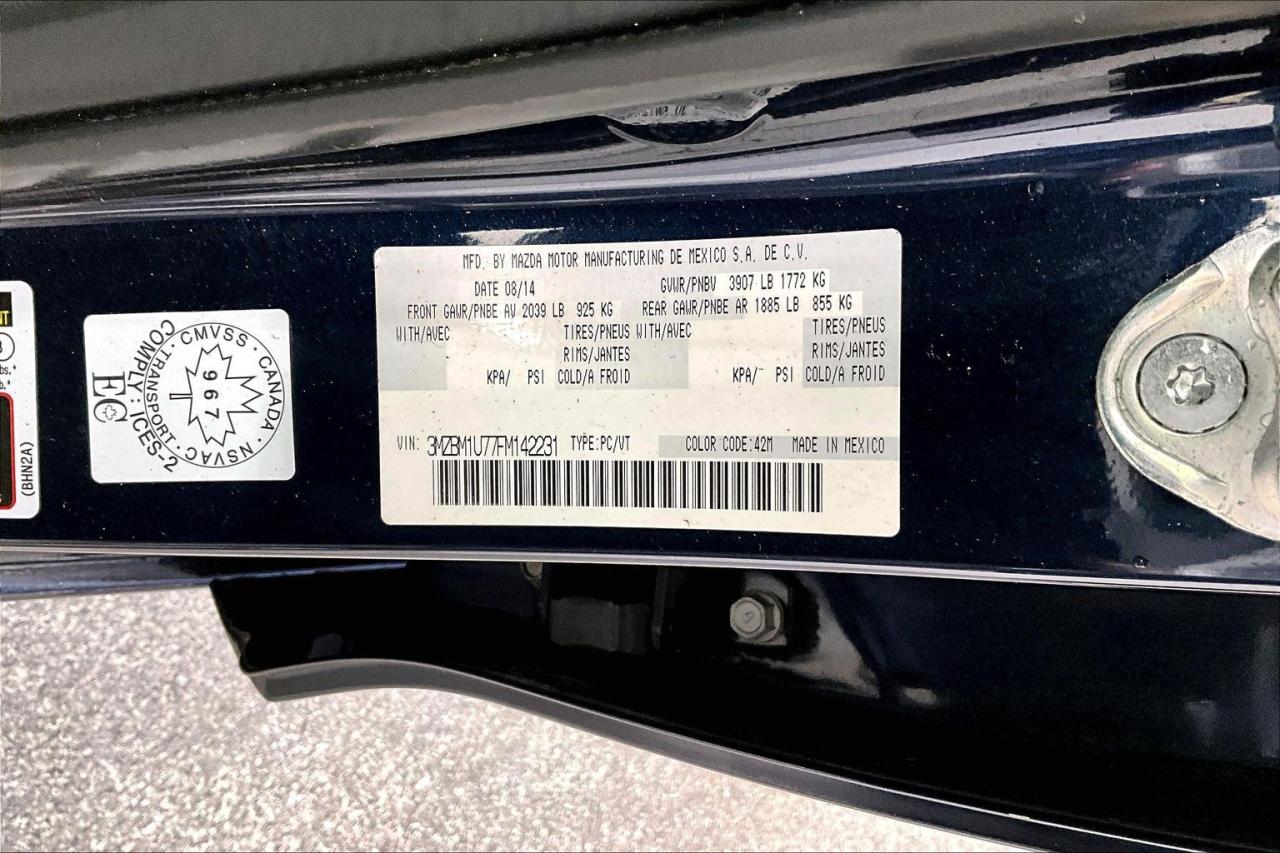 MFD. BY MAZDA MOTOR MANUFACTURING DE MEXICO S.A. DE C.V.
DATE 08/14 GVWR/PNBV 3907 LB 1772 KG
FRONT GAWR/PNBE AV 2039 LB 925 KG REAR GAWR/PNBE AR 1885 LB 855 KG
WITH/AVEC TIRES/PNEUS WITH/AVEC TIRES/PNEUS
RIMS/JANTES RIMS/JANTES
KPA/ PSI COLD/A FROID KPA/ PSI COLD/A FROID
VIN: 3MZBM1U77FM142231 TYPE:PC/VT COLOR CODE:42M MADE IN MEXICO
CMVSS · CANADA · NSVAC · TRANSPORT ·
967
COMPLY: ICES-2
EC
(BHN2A)